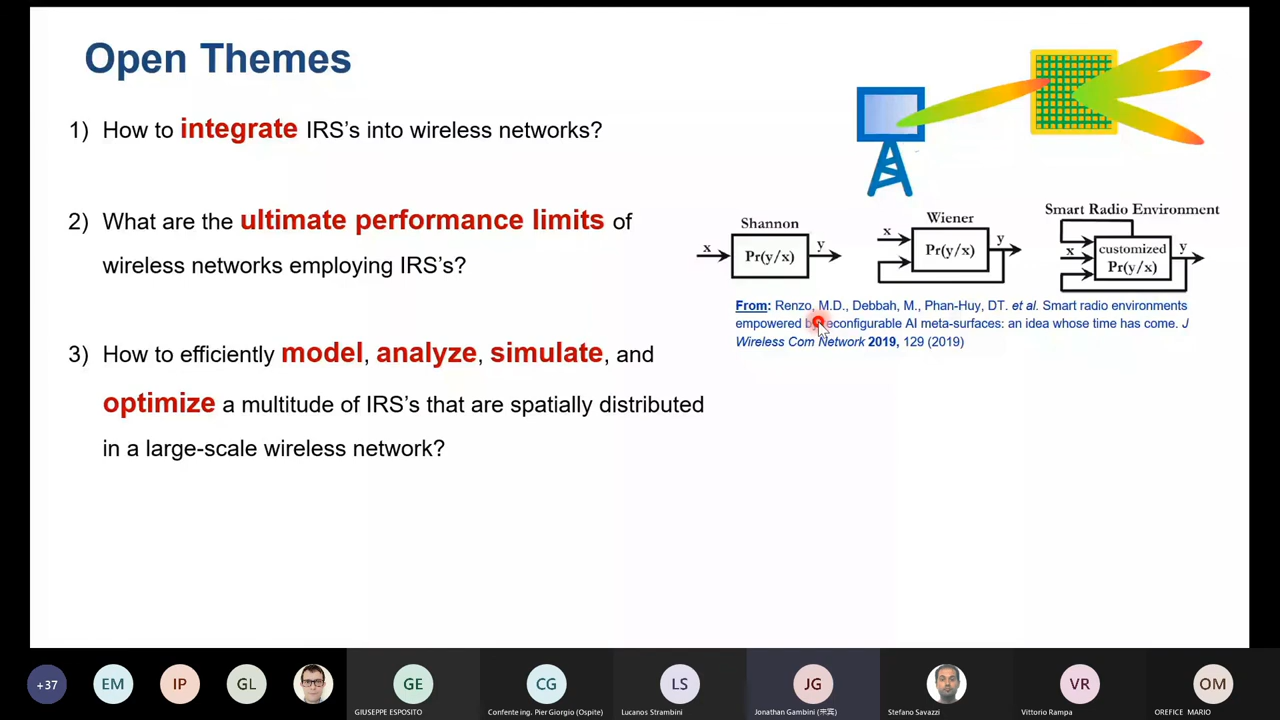 Open Themes
1) How to integrate IRS's into wireless networks?
2) What are the ultimate performance limits of
wireless networks employing IRS's?
3) How to efficiently model, analyze, simulate, and
optimize a multitude of IRS's that are spatially distributed
in a large-scale wireless network?
Shannon
x
Pr(y/x)
y
Wiener
x
Pr(y/x)
y
Smart Radio Environment
x
customized
Pr(y/x)
y
From: Renzo, M.D., Debbah, M., Phan-Huy, DT. et al. Smart radio environments
empowered reconfigurable AI meta-surfaces: an idea whose time has come. J
Wireless Com Network 2019, 129 (2019)
+37
EM
IP
GL
GE
GIUSEPPE ESPOSITO
CG
Confente ing. Pier Giorgio (Ospite)
LS
Lucanos Strambini
JG
Jonathan Gambini (来宾)
Stefano Savazzi
VR
Vittorio Rampa
OM
OREFICE MARIO